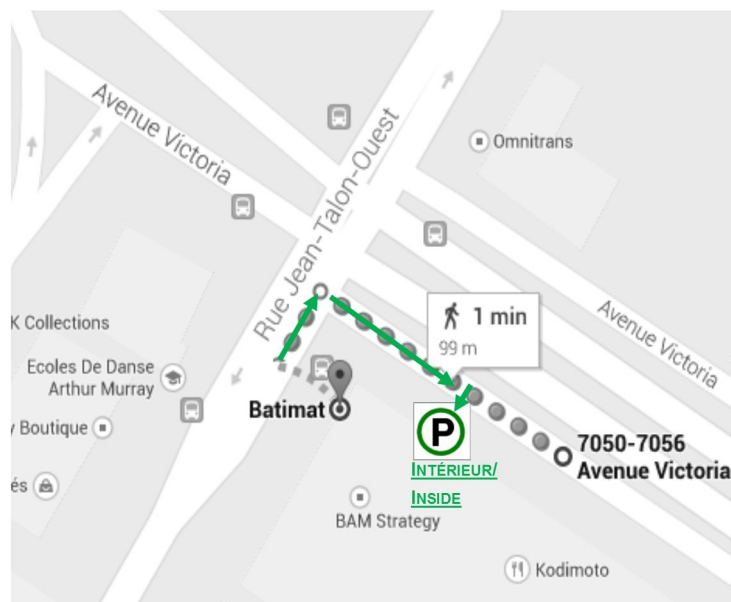 Avenue Victoria
Rue Jean-Talon-Ouest
Omnitrans
1 min
99 m
Avenue Victoria
K Collections
Ecoles De Danse
Arthur Murray
Boutique
és
Batimat
P
INTÉRIEUR/
INSIDE
7050-7056
Avenue Victoria
BAM Strategy
Kodimoto